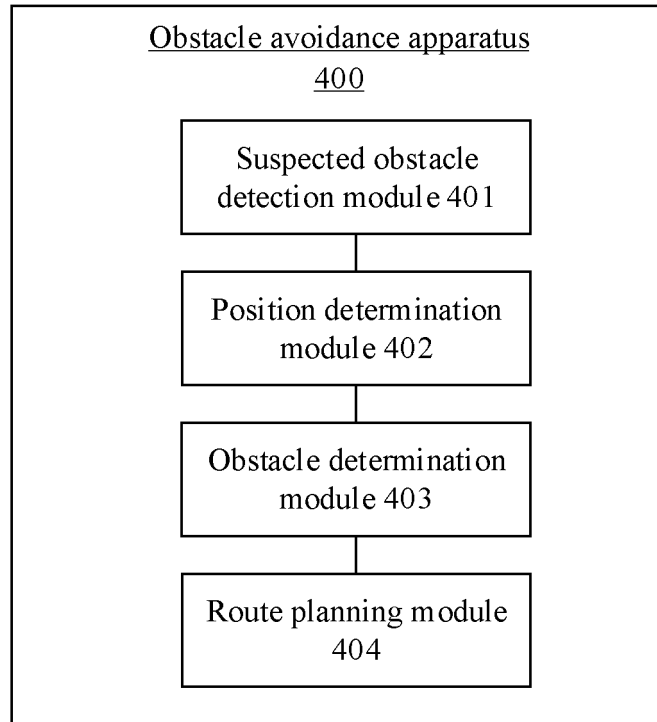 Obstacle avoidance apparatus
400
Suspected obstacle
detection module 401
Position determination
module 402
Obstacle determination
module 403
Route planning module
404